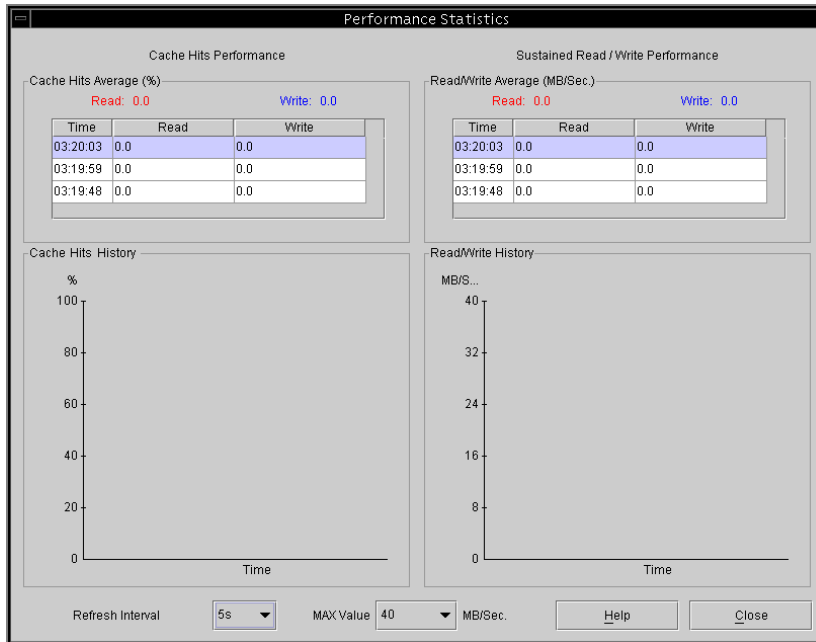 Performance Statistics
Cache Hits Performance
Cache Hits Average (%)
Read: 0.0 Write: 0.0
Time Read Write
03:20:03 0.0 0.0
03:19:59 0.0 0.0
03:19:48 0.0 0.0
Sustained Read / Write Performance
Read/Write Average (MB/Sec.)
Read: 0.0 Write: 0.0
Time Read Write
03:20:03 0.0 0.0
03:19:59 0.0 0.0
03:19:48 0.0 0.0
Cache Hits History
%
100
80
60
40
20
0
Time
Read/Write History
MB/S...
40
32
24
16
8
0
Time
Refresh Interval 5s MAX Value 40 MB/Sec. Help Close